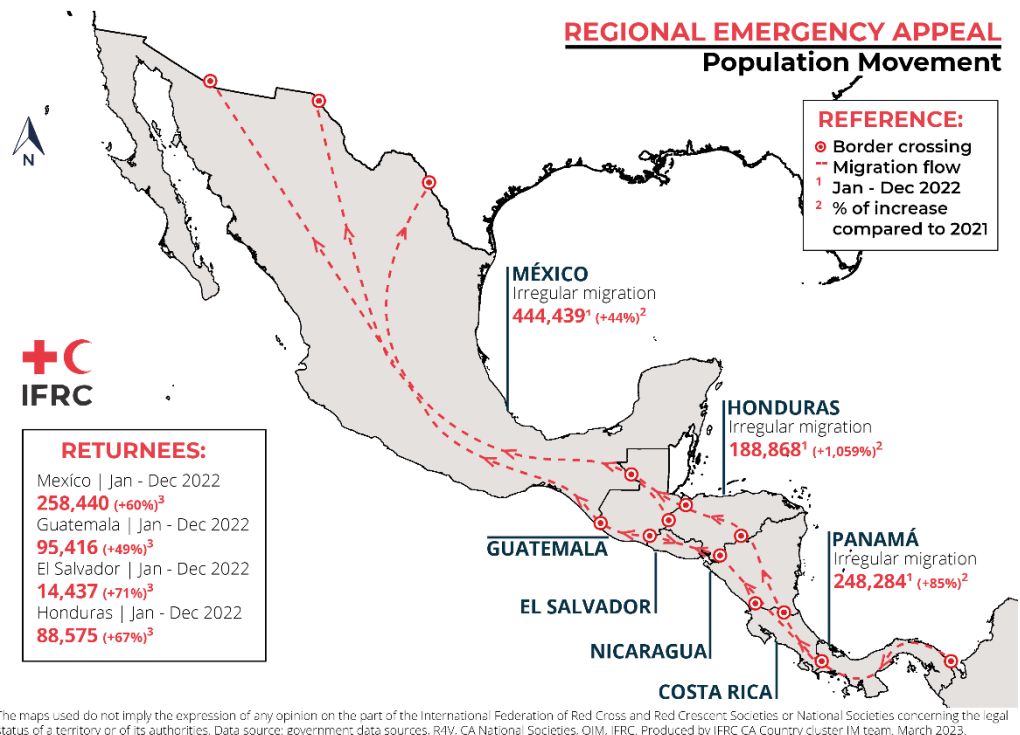 REGIONAL EMERGENCY APPEAL
Population Movement
REFERENCE:
Border crossing
Migration flow
1 Jan - Dec 2022
2 % of increase
compared to 2021
N
MÉXICO
Irregular migration
444,439¹ (+44%)²
IFRC
HONDURAS
Irregular migration
188,868¹ (+1,059%)²
RETURNEES:
Mexíco | Jan - Dec 2022
258,440 (+60%)³
Guatemala | Jan - Dec 2022
95,416 (+49%)³
El Salvador | Jan - Dec 2022
14,437 (+71%)³
Honduras | Jan - Dec 2022
88,575 (+67%)³
GUATEMALA
PANAMÁ
Irregular migration
248,284¹ (+85%)²
EL SALVADOR
NICARAGUA
COSTA RICA
The maps used do not imply the expression of any opinion on the part of the International Federation of Red Cross and Red Crescent Societies or National Societies concerning the legal
status of a territory or of its authorities. Data source: government data sources, R4V, CA National Societies, OIM, IFRC. Produced by IFRC CA Country cluster IM team. March 2023.